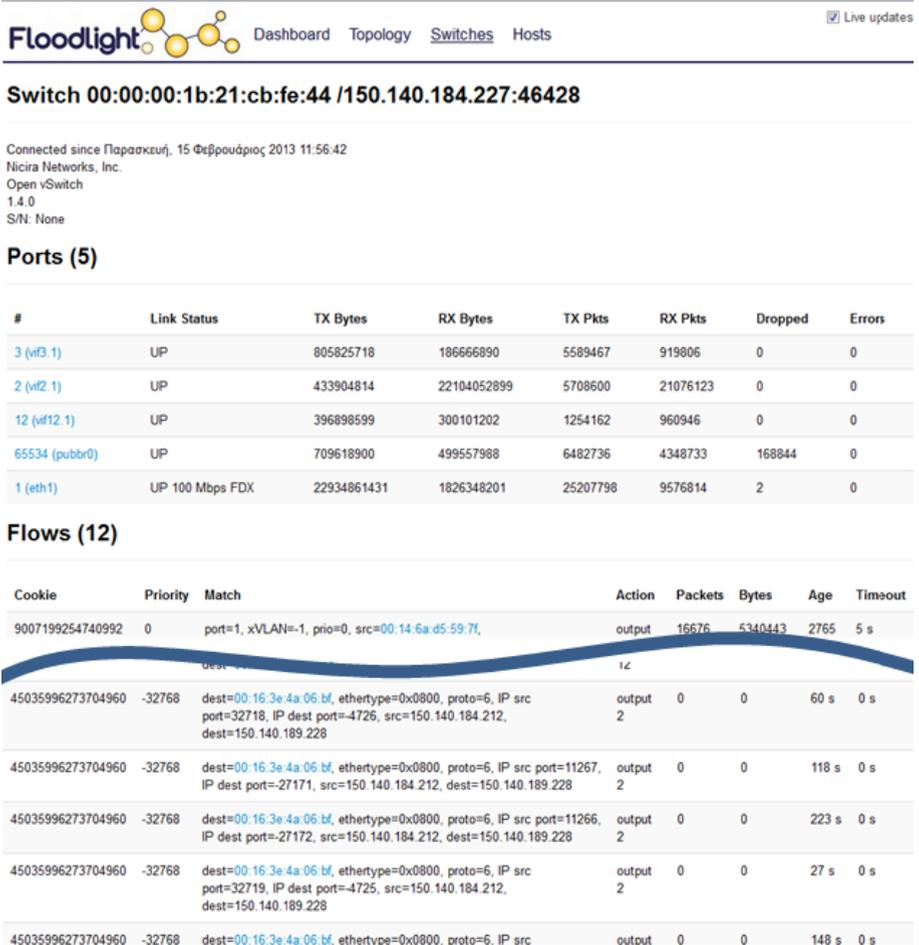 Floodlight Dashboard Topology Switches Hosts Live updates
Switch 00:00:00:1b:21:cb:fe:44 /150.140.184.227:46428
Connected since Παρασκευή, 15 Φεβρουάριος 2013 11:56:42
Nicira Networks, Inc.
Open vSwitch
1.4.0
S/N: None
Ports (5)
# Link Status TX Bytes RX Bytes TX Pkts RX Pkts Dropped Errors
3 (vif3.1) UP 805825718 186666890 5589467 919806 0 0
2 (vif2.1) UP 433904814 22104052899 5708600 21076123 0 0
12 (vif12.1) UP 396898599 300101202 1254162 960946 0 0
65534 (pubbr0) UP 709618900 499557988 6482736 4348733 168844 0
1 (eth1) UP 100 Mbps FDX 22934861431 1826348201 25207798 9576814 2 0
Flows (12)
Cookie Priority Match Action Packets Bytes Age Timeout
9007199254740992 0 port=1, xVLAN=-1, prio=0, src=00:14:6a:d5:59:7f, output 16676 5340443 2765 5 s
12
45035996273704960 -32768 dest=00:16:3e:4a:06:bf, ethertype=0x0800, proto=6, IP src output 0 0 60 s 0 s
port=32718, IP dest port=-4726, src=150.140.184.212, 2
dest=150.140.189.228
45035996273704960 -32768 dest=00:16:3e:4a:06:bf, ethertype=0x0800, proto=6, IP src port=11267, output 0 0 118 s 0 s
IP dest port=-27171, src=150.140.184.212, dest=150.140.189.228 2
45035996273704960 -32768 dest=00:16:3e:4a:06:bf, ethertype=0x0800, proto=6, IP src port=11266, output 0 0 223 s 0 s
IP dest port=-27172, src=150.140.184.212, dest=150.140.189.228 2
45035996273704960 -32768 dest=00:16:3e:4a:06:bf, ethertype=0x0800, proto=6, IP src output 0 0 27 s 0 s
port=32719, IP dest port=-4725, src=150.140.184.212, 2
dest=150.140.189.228
45035996273704960 -32768 dest=00:16:3e:4a:06:bf, ethertype=0x0800, proto=6, IP src output 0 0 148 s 0 s